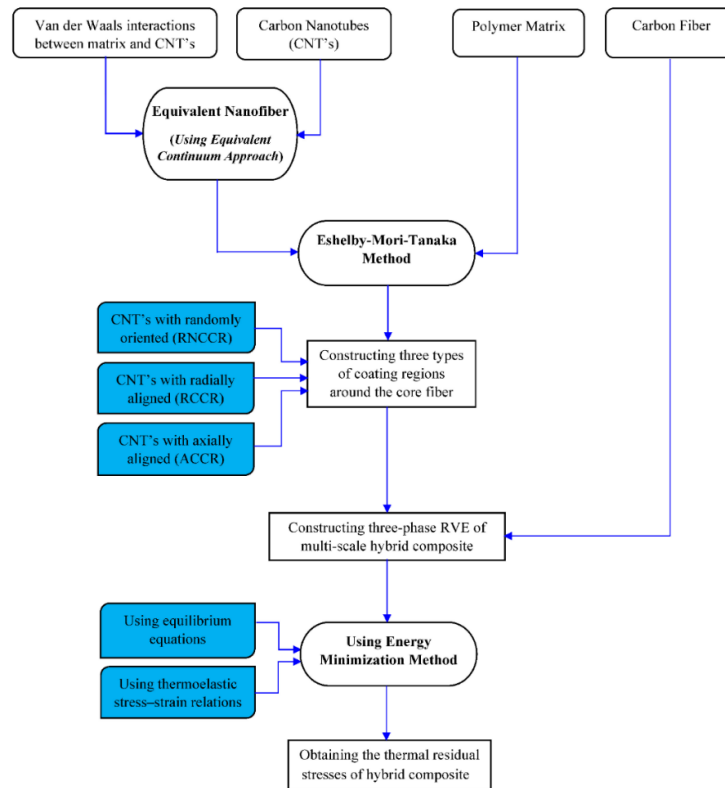 Van der Waals interactions
between matrix and CNT's
Carbon Nanotubes
(CNT's)
Polymer Matrix
Carbon Fiber
Equivalent Nanofiber
(Using Equivalent
Continuum Approach)
Eshelby-Mori-Tanaka
Method
CNT's with randomly
oriented (RNCCR)
CNT's with radially
aligned (RCCR)
CNT's with axially
aligned (ACCR)
Constructing three types
of coating regions
around the core fiber
Constructing three-phase RVE of
multi-scale hybrid composite
Using equilibrium
equations
Using thermoelastic
stress–strain relations
Using Energy
Minimization Method
Obtaining the thermal residual
stresses of hybrid composite